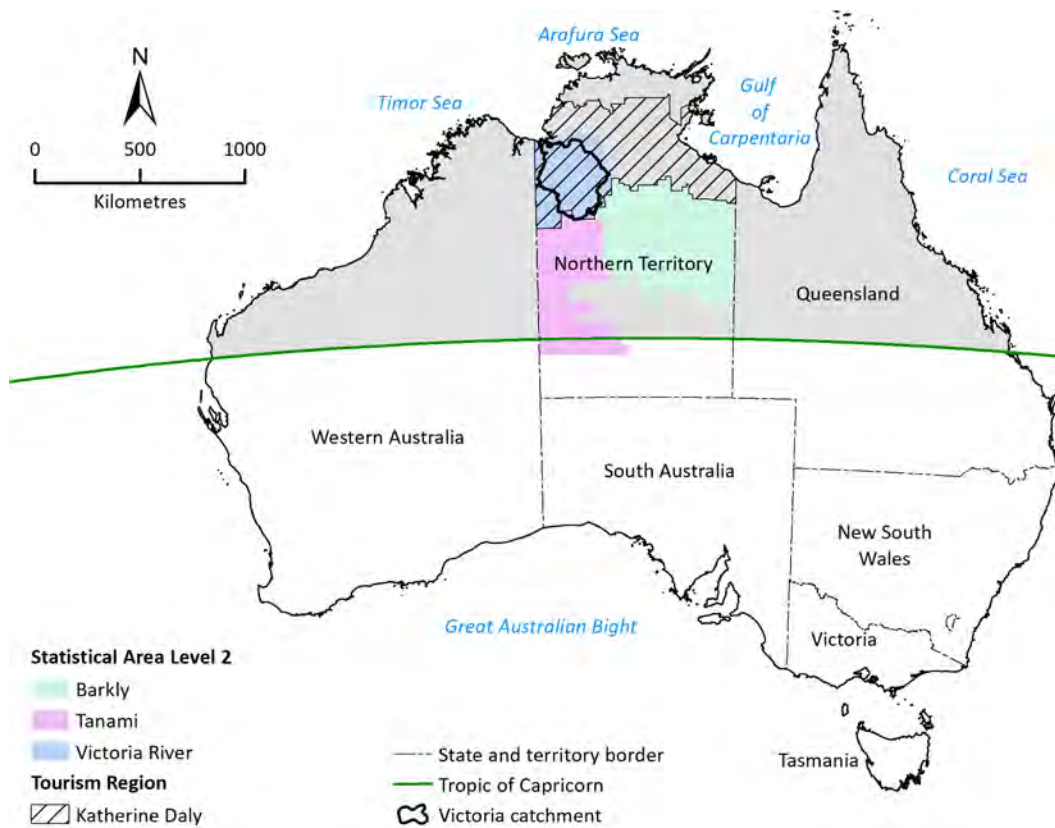 Arafura Sea
N
Timor Sea
Gulf
of
Carpentaria
0 500 1000
Kilometres
Coral Sea
Northern Territory
Queensland
Western Australia
South Australia
New South
Wales
Great Australian Bight
Victoria
Statistical Area Level 2
Barkly
Tanami
Victoria River
Tourism Region
Katherine Daly
State and territory border
Tropic of Capricorn
Victoria catchment
Tasmania